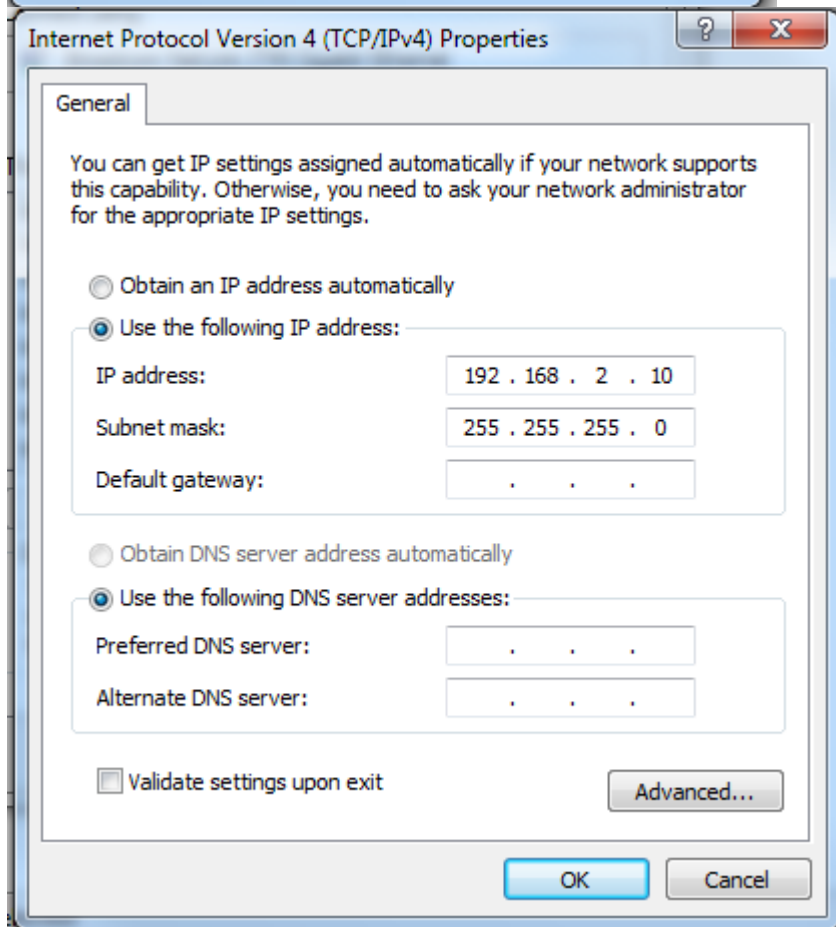 Internet Protocol Version 4 (TCP/IPv4) Properties
General
You can get IP settings assigned automatically if your network supports
this capability. Otherwise, you need to ask your network administrator
for the appropriate IP settings.
Obtain an IP address automatically
Use the following IP address:
IP address: 192 . 168 . 2 . 10
Subnet mask: 255 . 255 . 255 . 0
Default gateway: . . .
Obtain DNS server address automatically
Use the following DNS server addresses:
Preferred DNS server: . . .
Alternate DNS server: . . .
Validate settings upon exit
Advanced...
OK Cancel